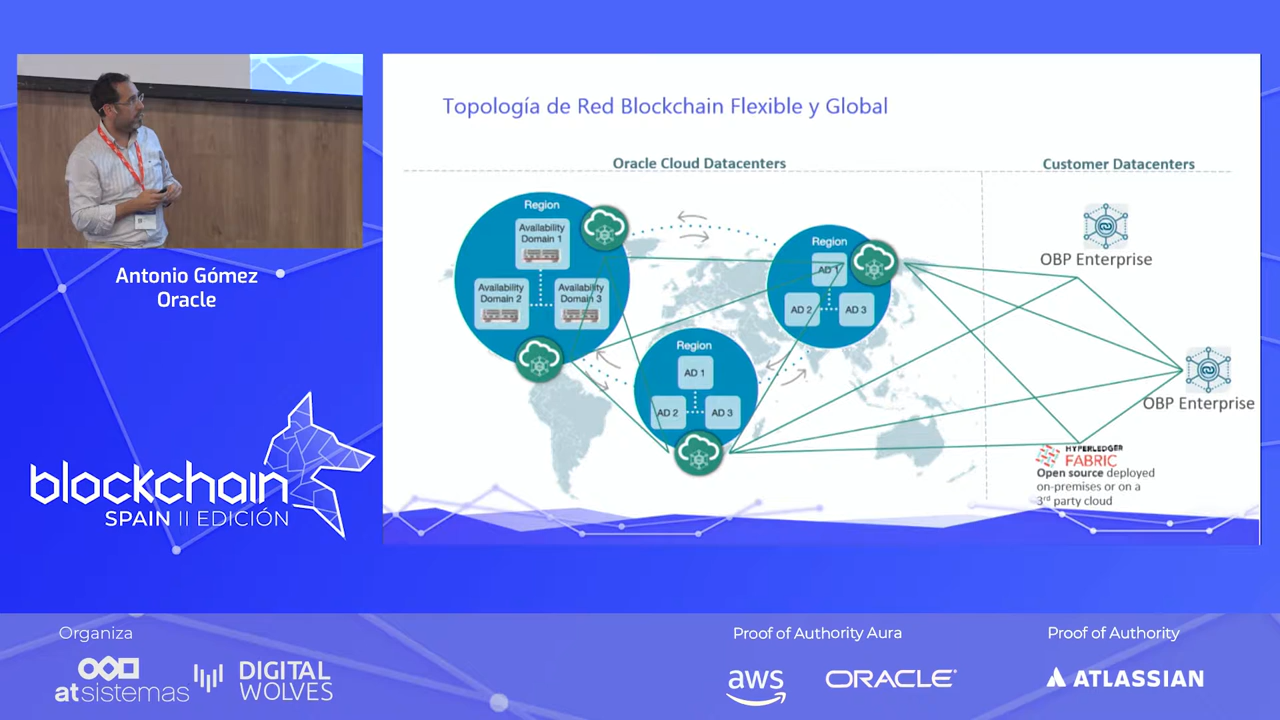 Topología de Red Blockchain Flexible y Global
Oracle Cloud Datacenters
Customer Datacenters
Region
Availability
Domain 1
Availability
Domain 2
Availability
Domain 3
Region
AD 1
AD 2
AD 3
Region
AD 1
AD 2
AD 3
OBP Enterprise
OBP Enterprise
HYPERLEDGER
FABRIC
Open source deployed
on-premises or on a
3rd party cloud
Antonio Gómez
Oracle
blockchain
SPAIN II EDICIÓN
Organiza
atsistemas
DIGITAL
WOLVES
Proof of Authority Aura
aws
ORACLE
Proof of Authority
ATLASSIAN